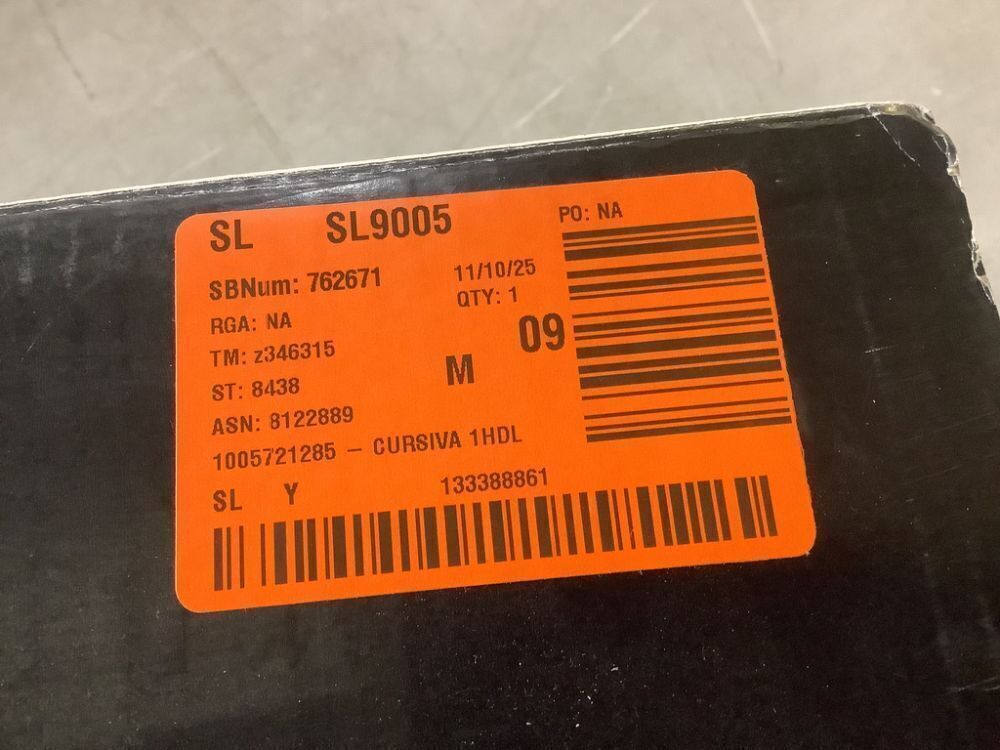 SL SL9005 PO: NA
SBNum: 762671 11/10/25
RGA: NA QTY: 1
TM: z346315 09
ST: 8438 M
ASN: 8122889
1005721285 – CURSIVA 1HDL
SL Y 133388861